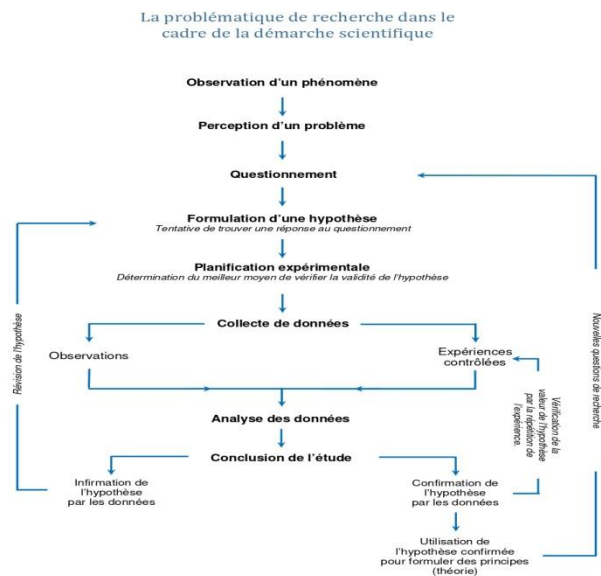 La problématique de recherche dans le
cadre de la démarche scientifique
Observation d'un phénomène
Perception d'un problème
Questionnement
Formulation d'une hypothèse
Tentative de trouver une réponse au questionnement
Planification expérimentale
Détermination du meilleur moyen de vérifier la validité de l'hypothèse
Collecte de données
Observations
Expériences
contrôlées
Révision de l'hypothèse
Vérification de la
valeur de l'hypothèse
par la répétition de
l'expérience.
Nouvelles questions de recherche
Analyse des données
Conclusion de l'étude
Infirmation de
l'hypothèse
par les données
Confirmation de
l'hypothèse
par les données
Utilisation de
l'hypothèse confirmée
pour formuler des principes
(théorie)